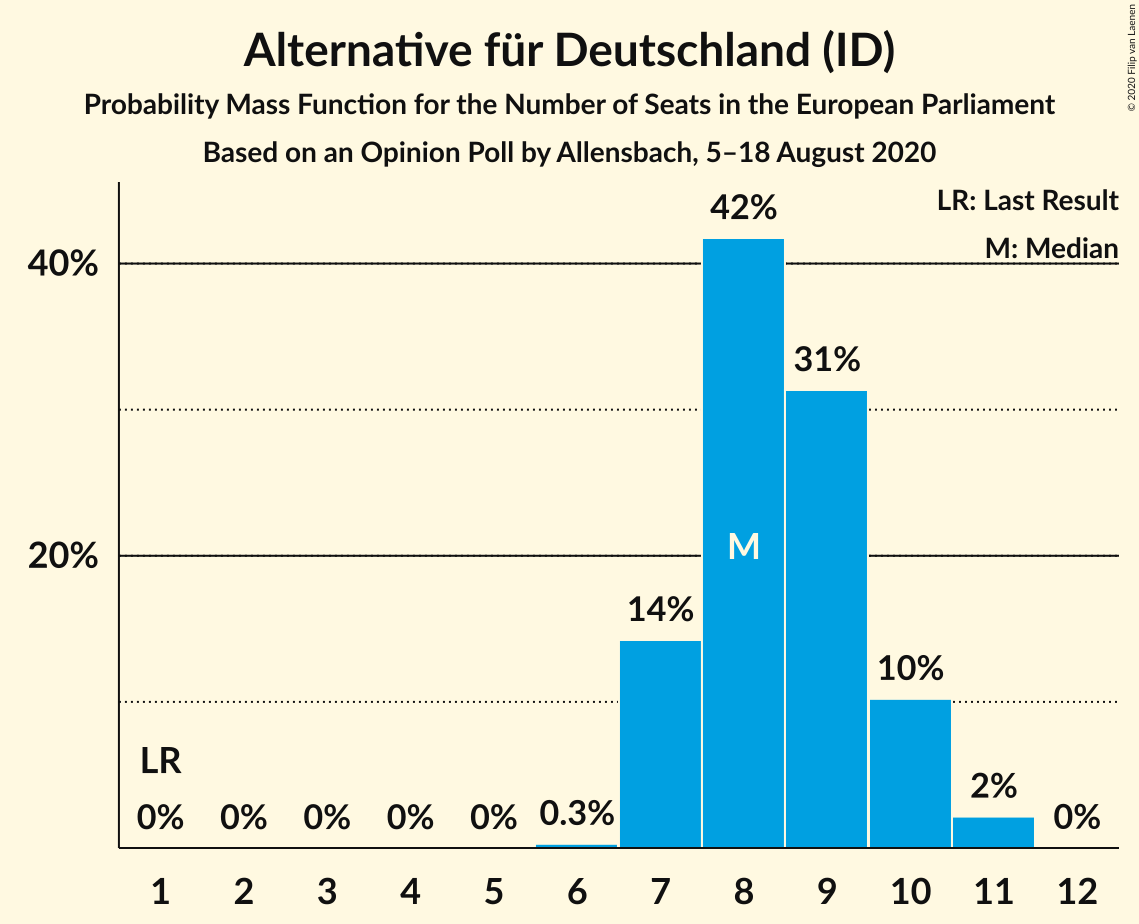 Alternative für Deutschland (ID)
Probability Mass Function for the Number of Seats in the European Parliament
Based on an Opinion Poll by Allensbach, 5–18 August 2020
© 2020 Filip van Laenen
LR: Last Result
M: Median
40%
20%
42%
31%
M
14%
10%
LR
0%
0%
0%
0%
0%
0.3%
2%
0%
1 2 3 4 5 6 7 8 9 10 11 12